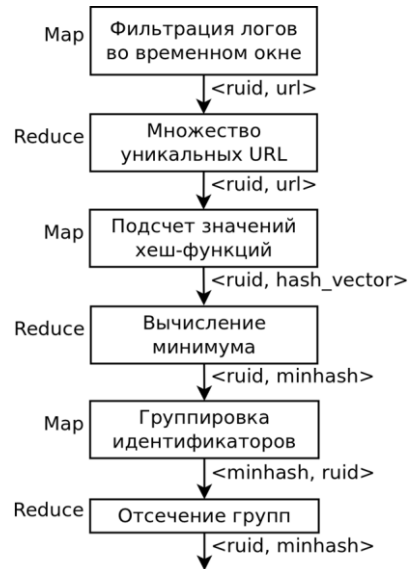 Map
Фильтрация логов
во временном окне
<ruid, url>
Reduce
Множество
уникальных URL
<ruid, url>
Map
Подсчет значений
хеш-функций
<ruid, hash_vector>
Reduce
Вычисление
минимума
<ruid, minhash>
Map
Группировка
идентификаторов
<minhash, ruid>
Reduce
Отсечение групп
<ruid, minhash>